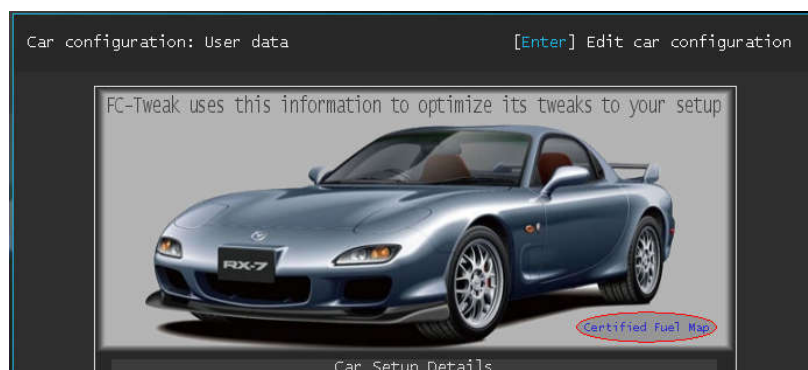 Car configuration: User data
[Enter] Edit car configuration
FC-Tweak uses this information to optimize its tweaks to your setup
RX-7
Certified Fuel Map
Car Setup Details